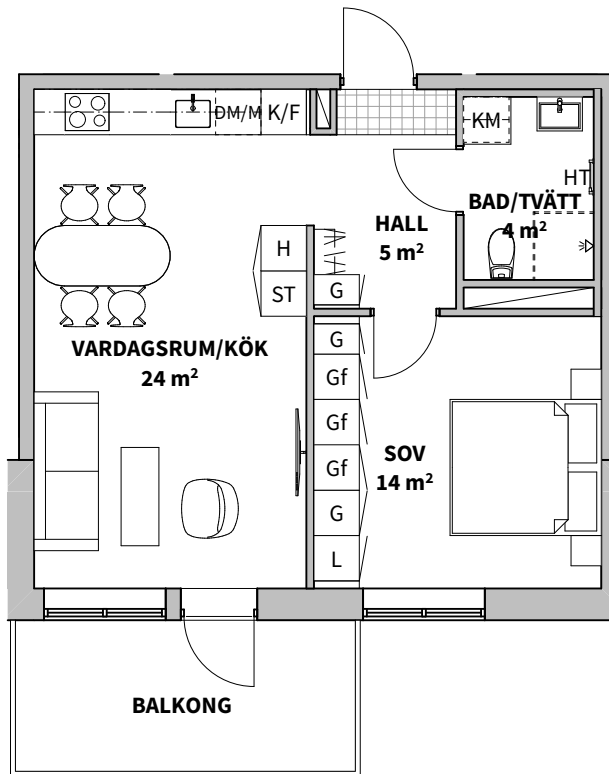 DM/M K/F
KM
HT
BAD/TVÄTT
4 m²
HALL
5 m²
H
ST
G
G
Gf
Gf
Gf
G
L
VARDAGSRUM/KÖK
24 m²
SOV
14 m²
BALKONG